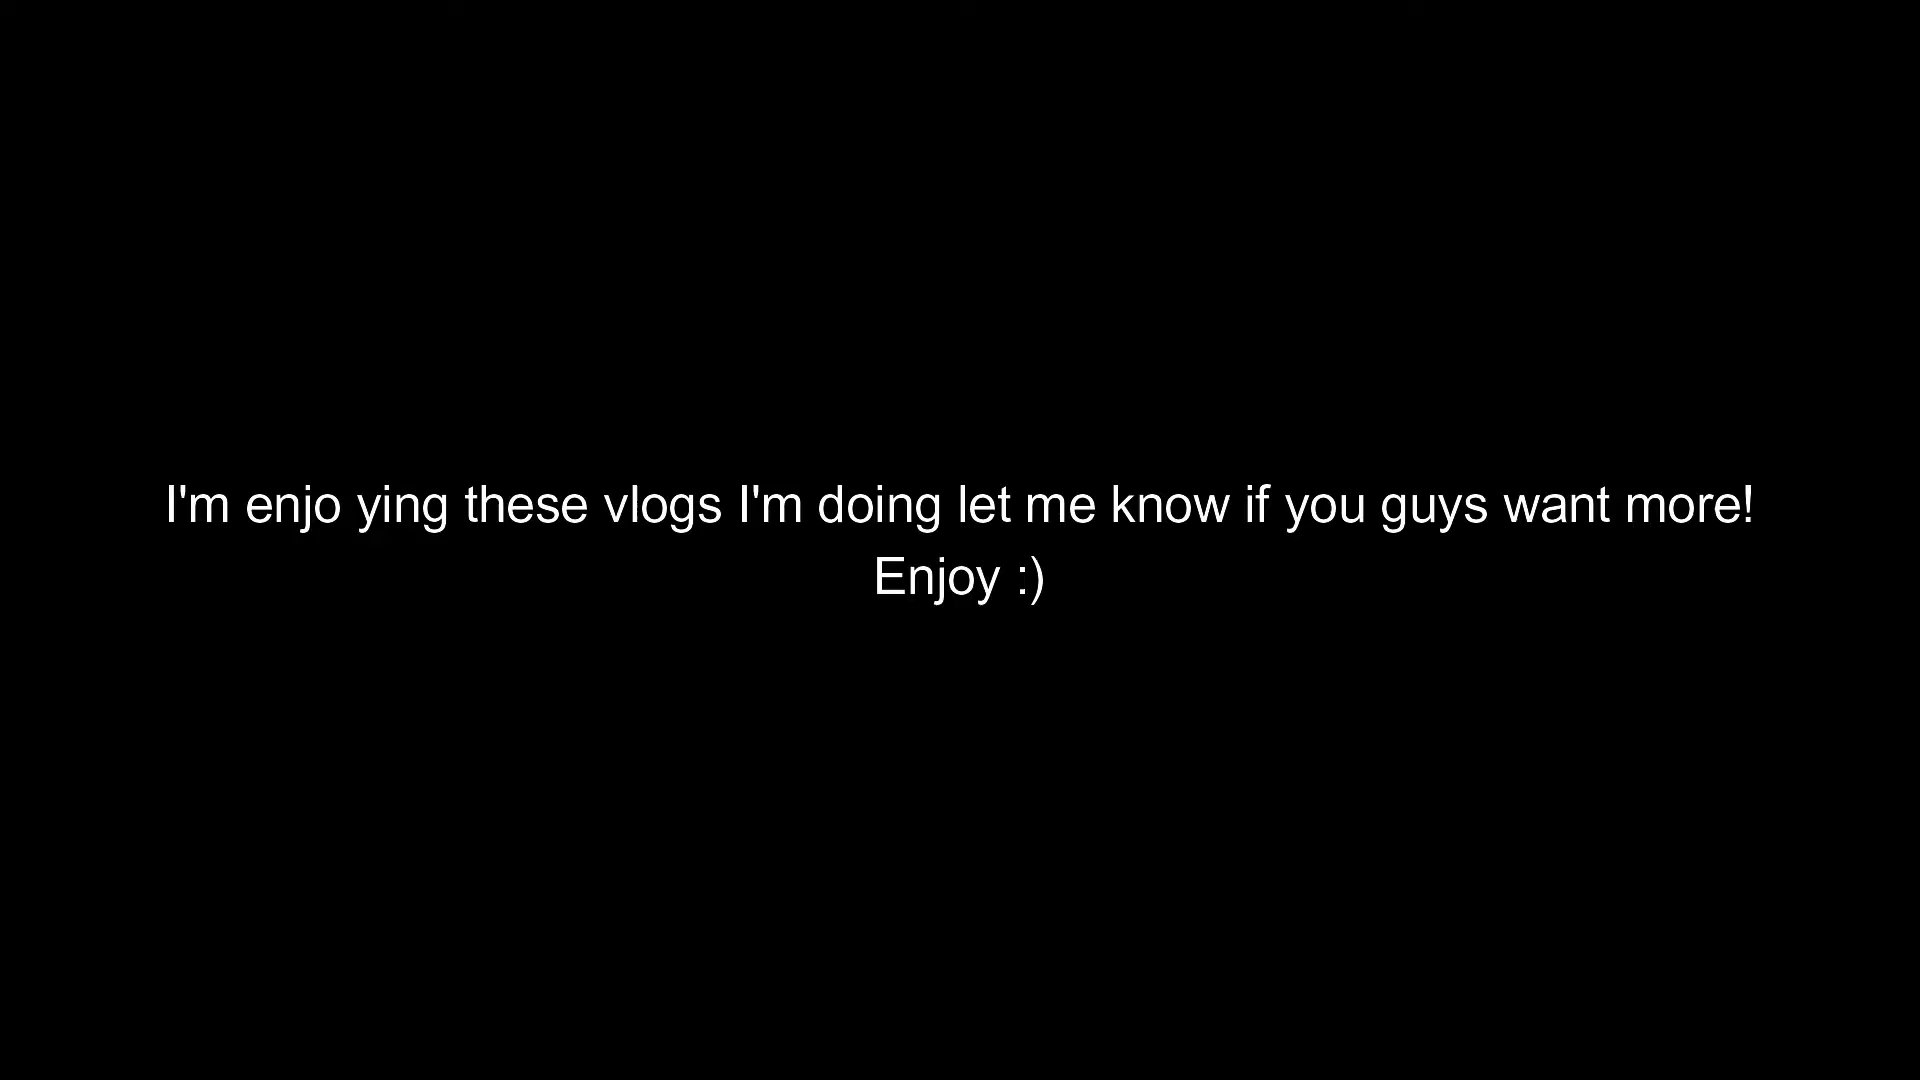 I'm enjo ying these vlogs I'm doing let me know if you guys want more!
Enjoy :)